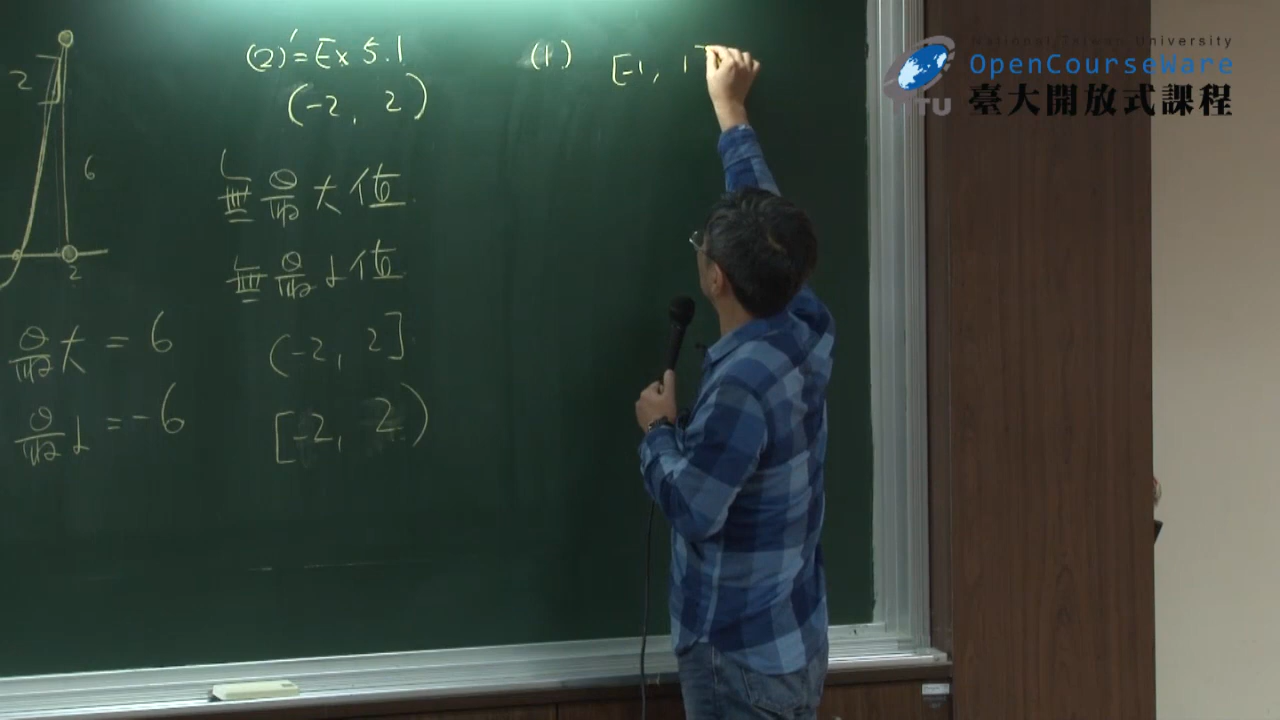 2
6
2
最大 = 6
最小 = -6
(2)' = Ex 5.1
(-2, 2)
無最大值
無最小值
(-2, 2]
[-2, 2)
(1) [-1, 1]
National Taiwan University
OpenCourseWare
NTU 臺大開放式課程